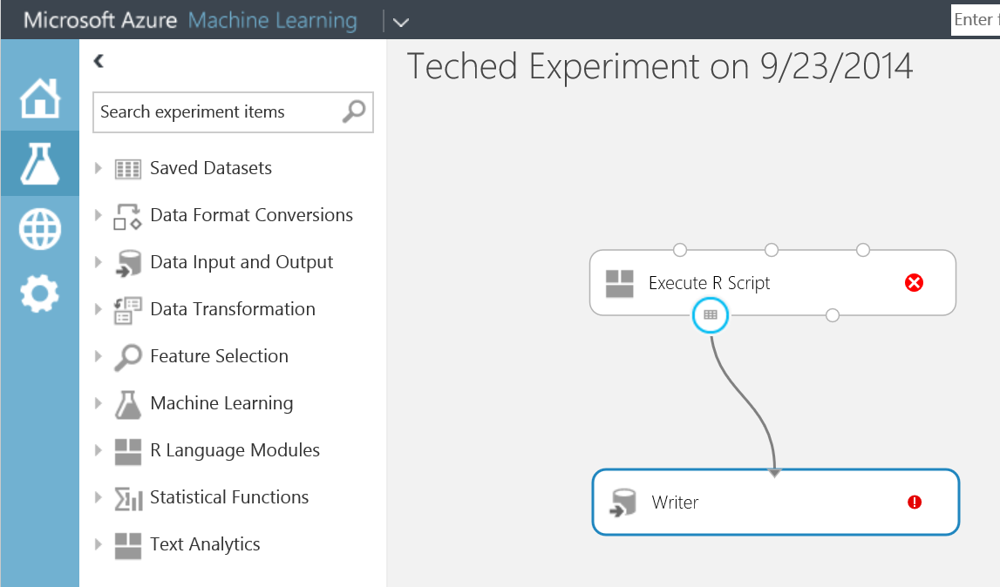 Microsoft Azure Machine Learning
Enter
Teched Experiment on 9/23/2014
Search experiment items
Saved Datasets
Data Format Conversions
Data Input and Output
Data Transformation
Feature Selection
Machine Learning
R Language Modules
Statistical Functions
Text Analytics
Execute R Script
Writer